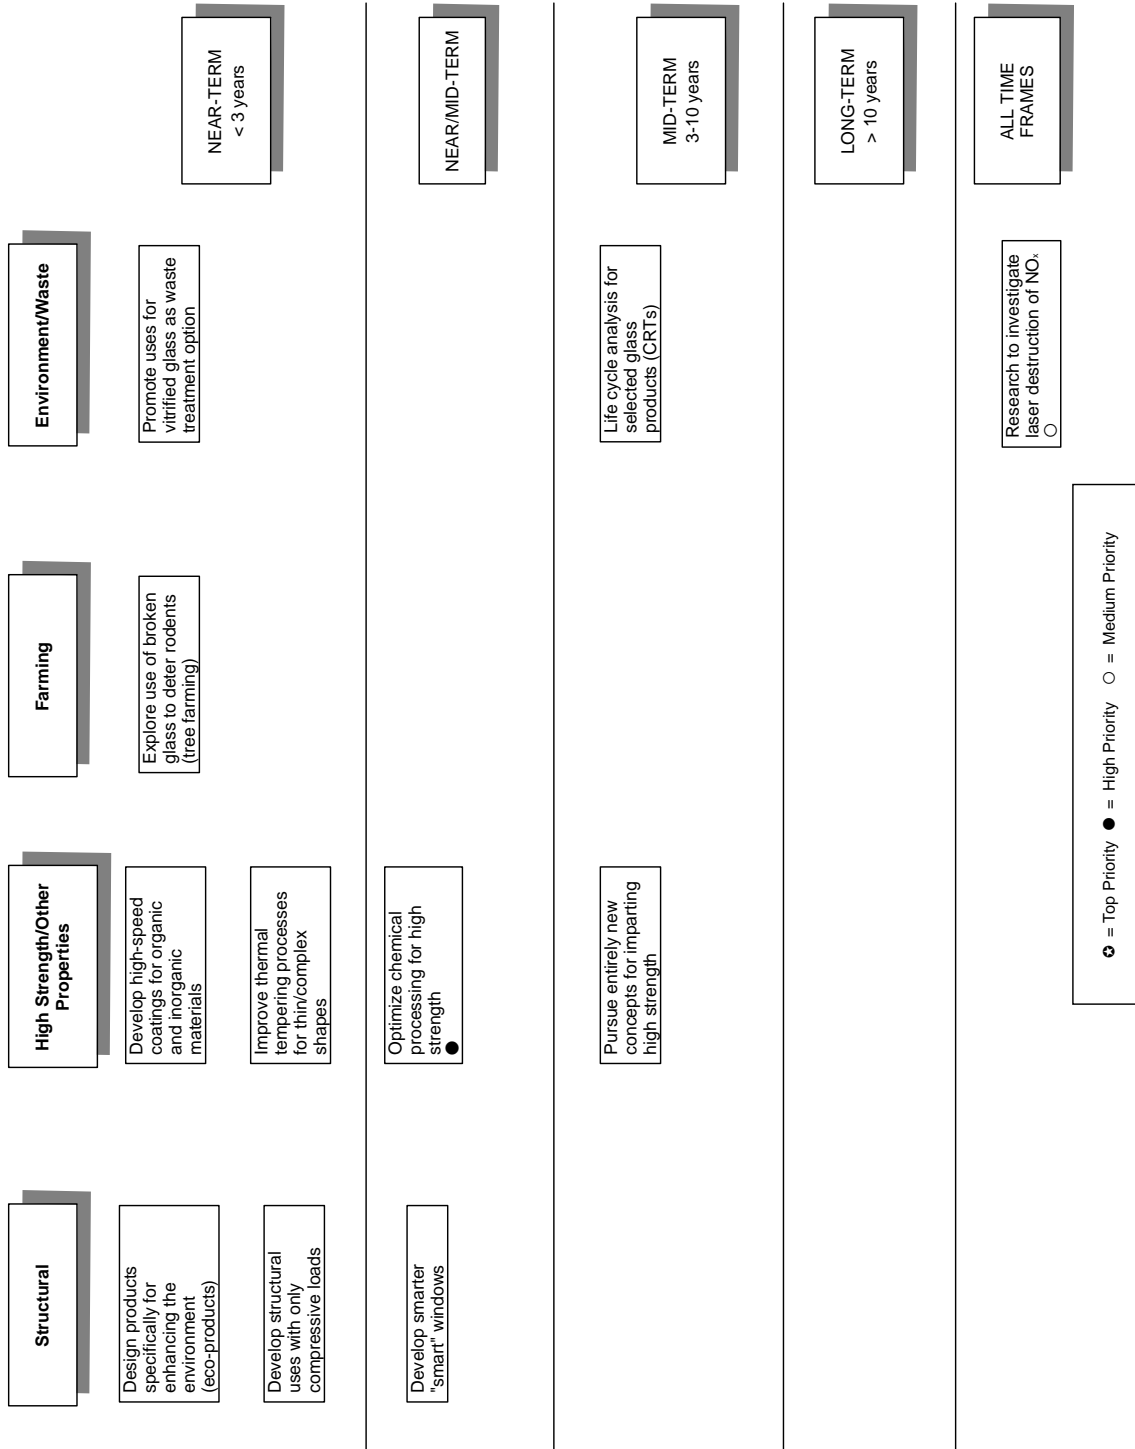 Structural
High Strength/Other
Properties
Farming
Environment/Waste
NEAR-TERM
< 3 years
Design products
specifically for
enhancing the
environment
(eco-products)
Develop structural
uses with only
compressive loads
Develop high-speed
coatings for organic
and inorganic
materials
Improve thermal
tempering processes
for thin/complex
shapes
Explore use of broken
glass to deter rodents
(tree farming)
Promote uses for
vitrified glass as waste
treatment option
NEAR/MID-TERM
Develop smarter
"smart" windows
Optimize chemical
processing for high
strength
●
MID-TERM
3-10 years
Pursue entirely new
concepts for imparting
high strength
Life cycle analysis for
selected glass
products (CRTs)
LONG-TERM
> 10 years
ALL TIME
FRAMES
Research to investigate
laser destruction of NOx
○
✪ = Top Priority ● = High Priority ○ = Medium Priority